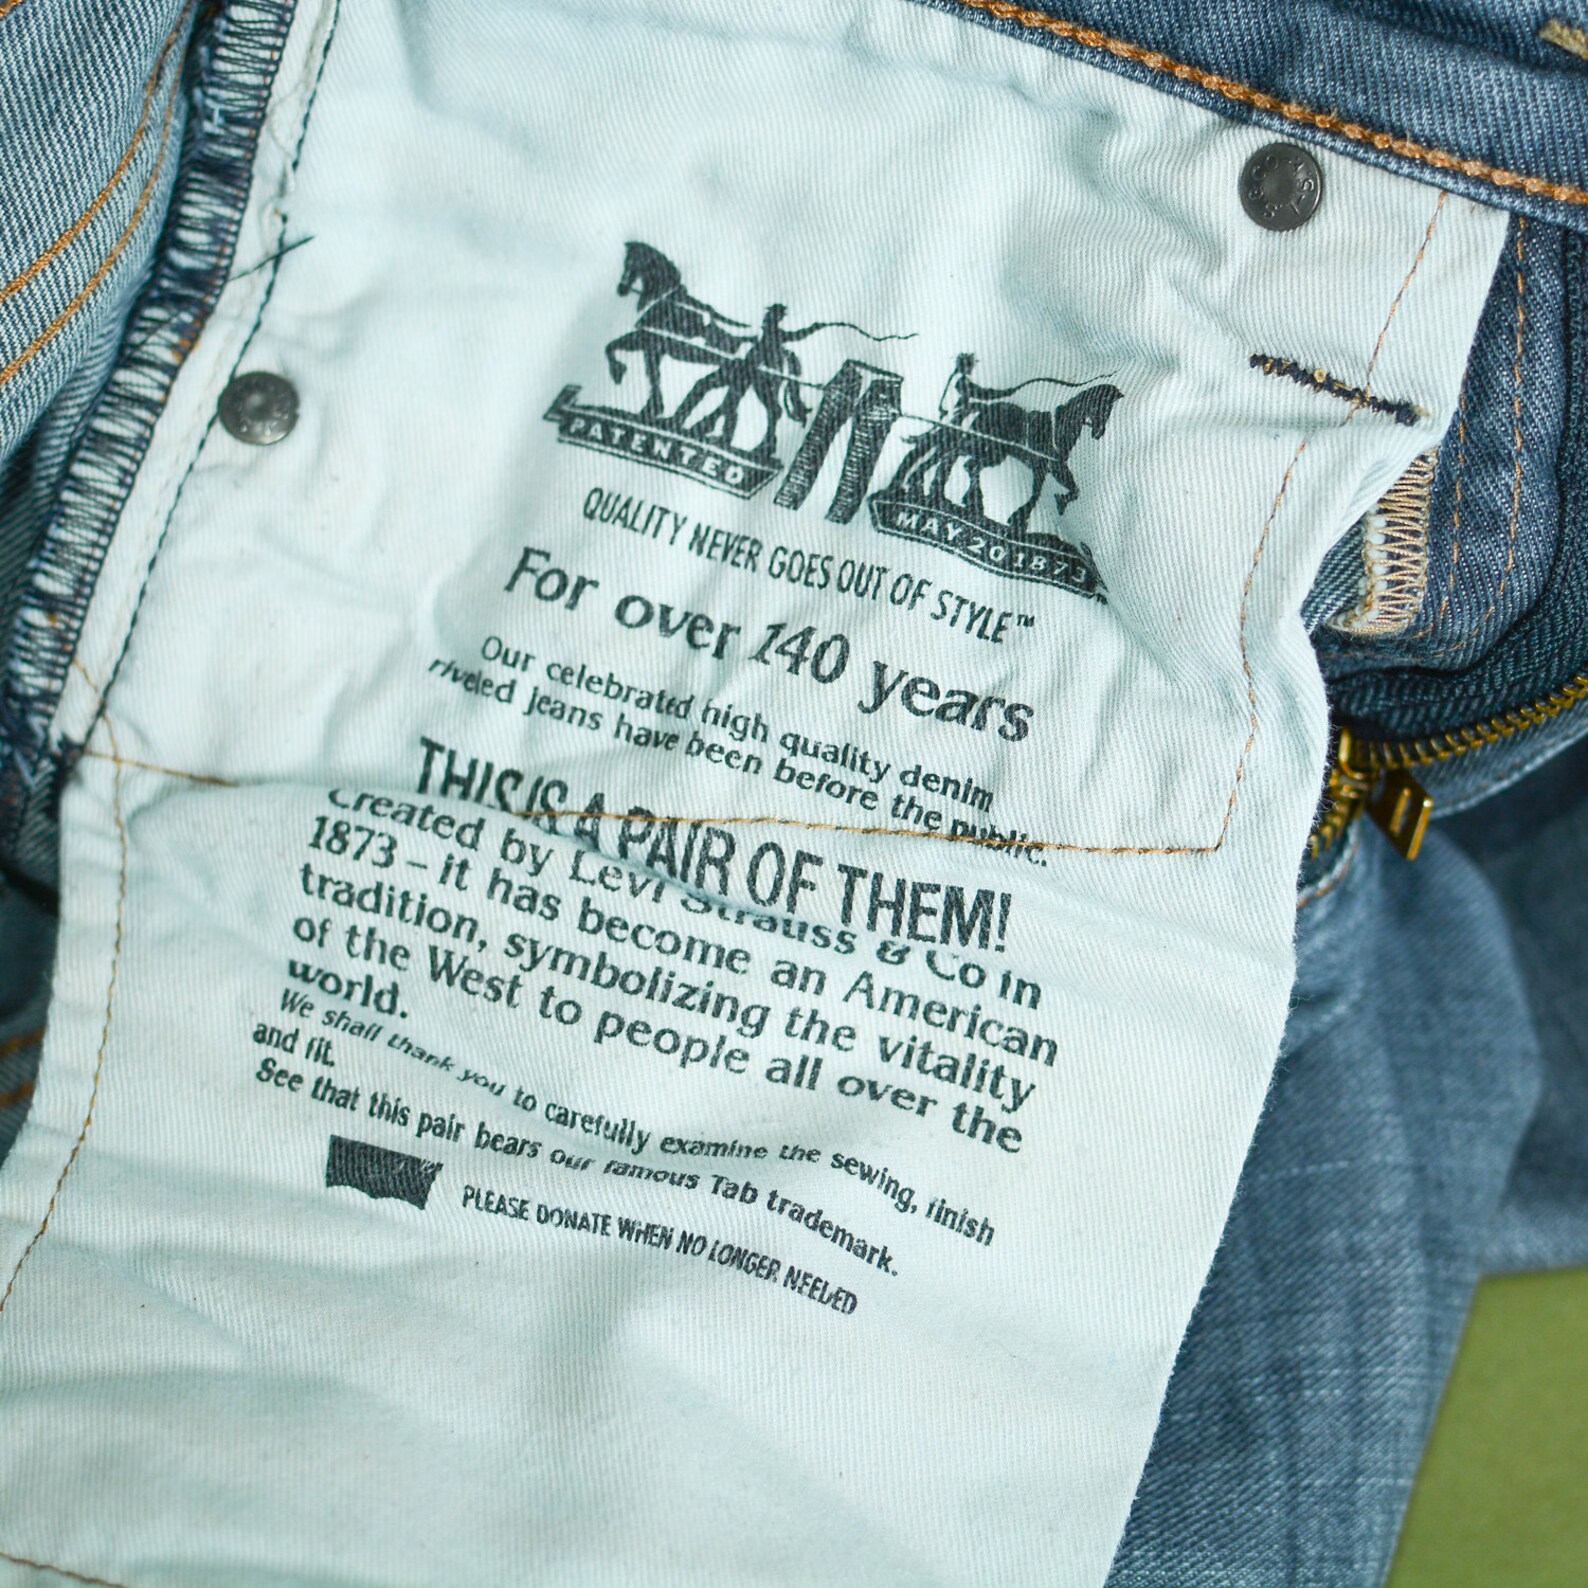 PATENTED
MAY 20 1873
QUALITY NEVER GOES OUT OF STYLE™
For over 140 years
Our celebrated high quality denim
riveted jeans have been before the public.
THIS IS A PAIR OF THEM!
Created by Levi Strauss & Co in
1873 – it has become an American
tradition, symbolizing the vitality
of the West to people all over the
world.
We shall thank you to carefully examine the sewing, finish
and fit.
See that this pair bears our famous Tab trademark.
PLEASE DONATE WHEN NO LONGER NEEDED